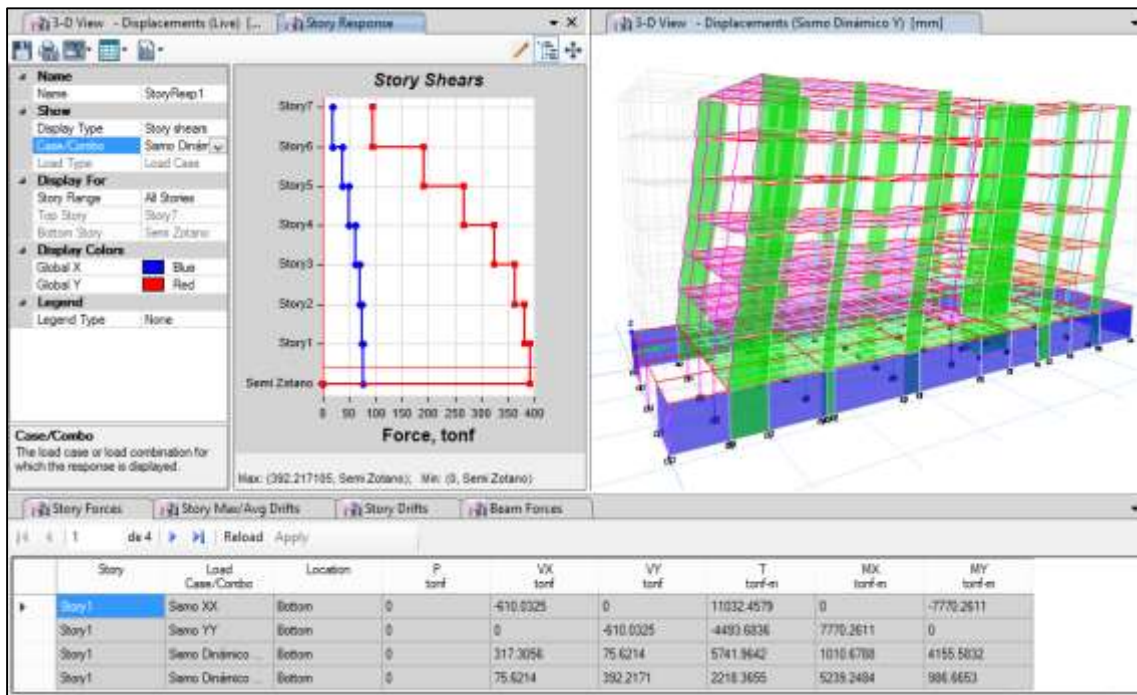 3-D View - Displacements (Live) [...
Story Response
3-D View - Displacements (Sismo Dinámico Y) [mm]
Name
Name StoryResp1
Show
Display Type Story shears
Case/Combo Sismo Dinám
Load Type Load Case
Display For
Story Range All Stories
Top Story Story7
Bottom Story Semi Zotano
Display Colors
Global X Blue
Global Y Red
Legend
Legend Type None
Case/Combo
The load case or load combination for
which the response is displayed.
Story Shears
Story7
Story6
Story5
Story4
Story3
Story2
Story1
Semi Zotano
0 50 100 150 200 250 300 350 400
Force, tonf
Max: (392.217105, Semi Zotano); Min: (0, Semi Zotano)
Story Forces Story Max/Avg Drifts Story Drifts Beam Forces
1 de 4 Reload Apply
Story Load Case/Combo Location P tonf VX tonf VY tonf T tonf-m MX tonf-m MY tonf-m
Story1 Sismo XX Bottom 0 -610.0325 0 11032.4579 0 -7770.2611
Story1 Sismo YY Bottom 0 0 -610.0325 -4493.6836 7770.2611 0
Story1 Sismo Dinámico ... Bottom 0 317.3056 75.6214 5741.9642 1010.6788 4155.5832
Story1 Sismo Dinámico ... Bottom 0 75.6214 392.2171 2218.3655 5239.2484 986.6653